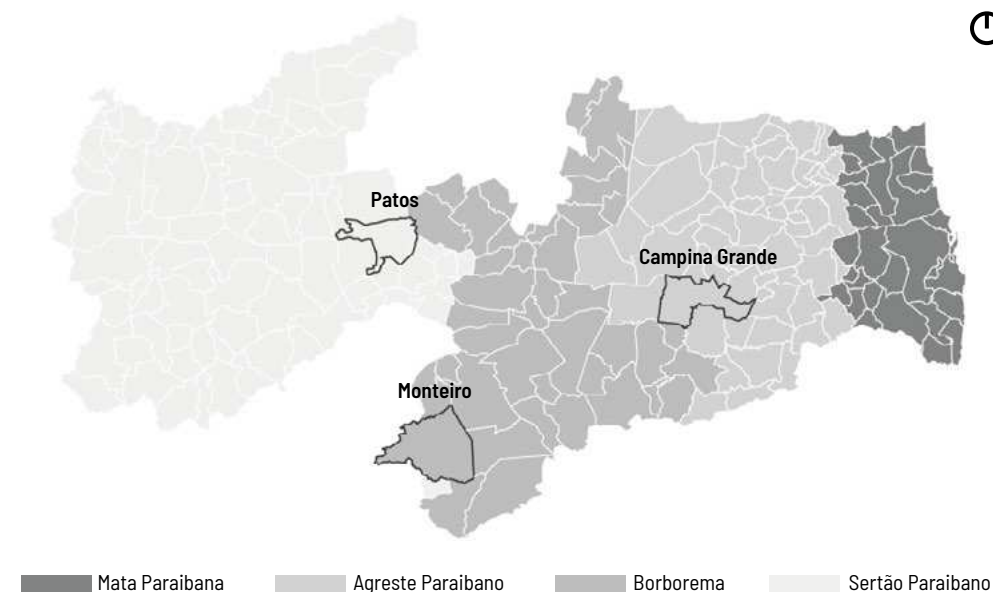 Patos
Campina Grande
Monteiro
Mata Paraibana
Agreste Paraibano
Borborema
Sertão Paraibano